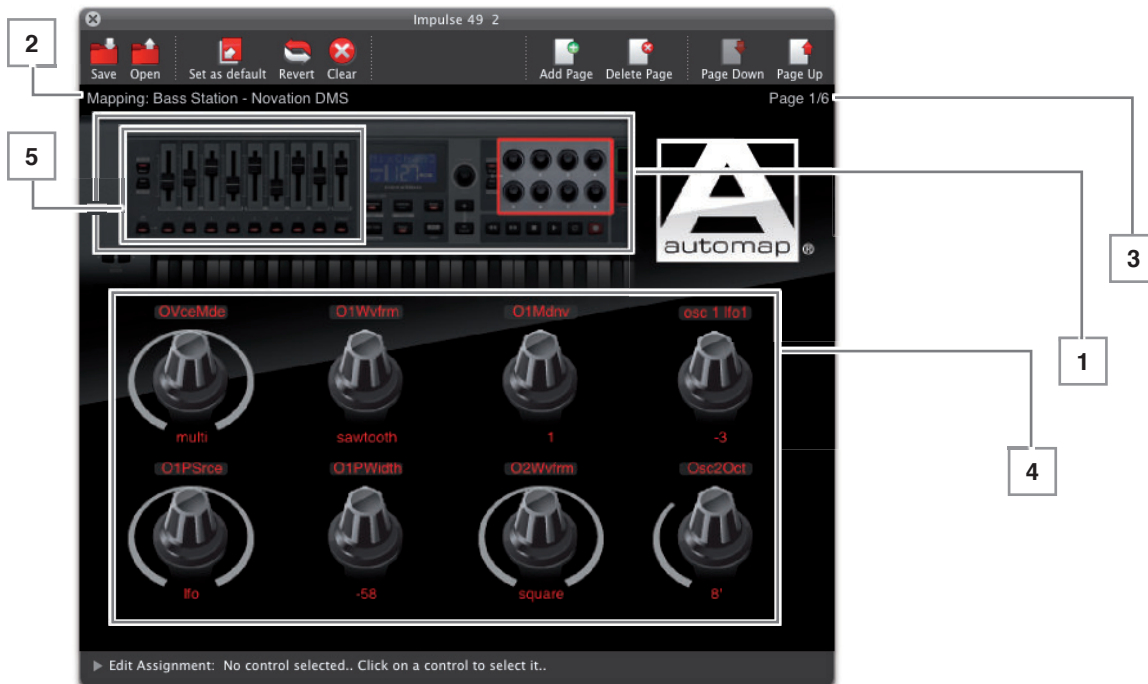 Impulse 49 2
2
Save Open Set as default Revert Clear Add Page Delete Page Page Down Page Up
Mapping: Bass Station - Novation DMS Page 1/6
5
automap ®
3
1
OVceMde O1Wvfrm O1Mdnv osc 1 lfo1
multi sawtooth 1 -3
4
O1PSrce O1PWidth O2Wvfrm Osc2Oct
lfo -58 square 8'
Edit Assignment: No control selected.. Click on a control to select it..